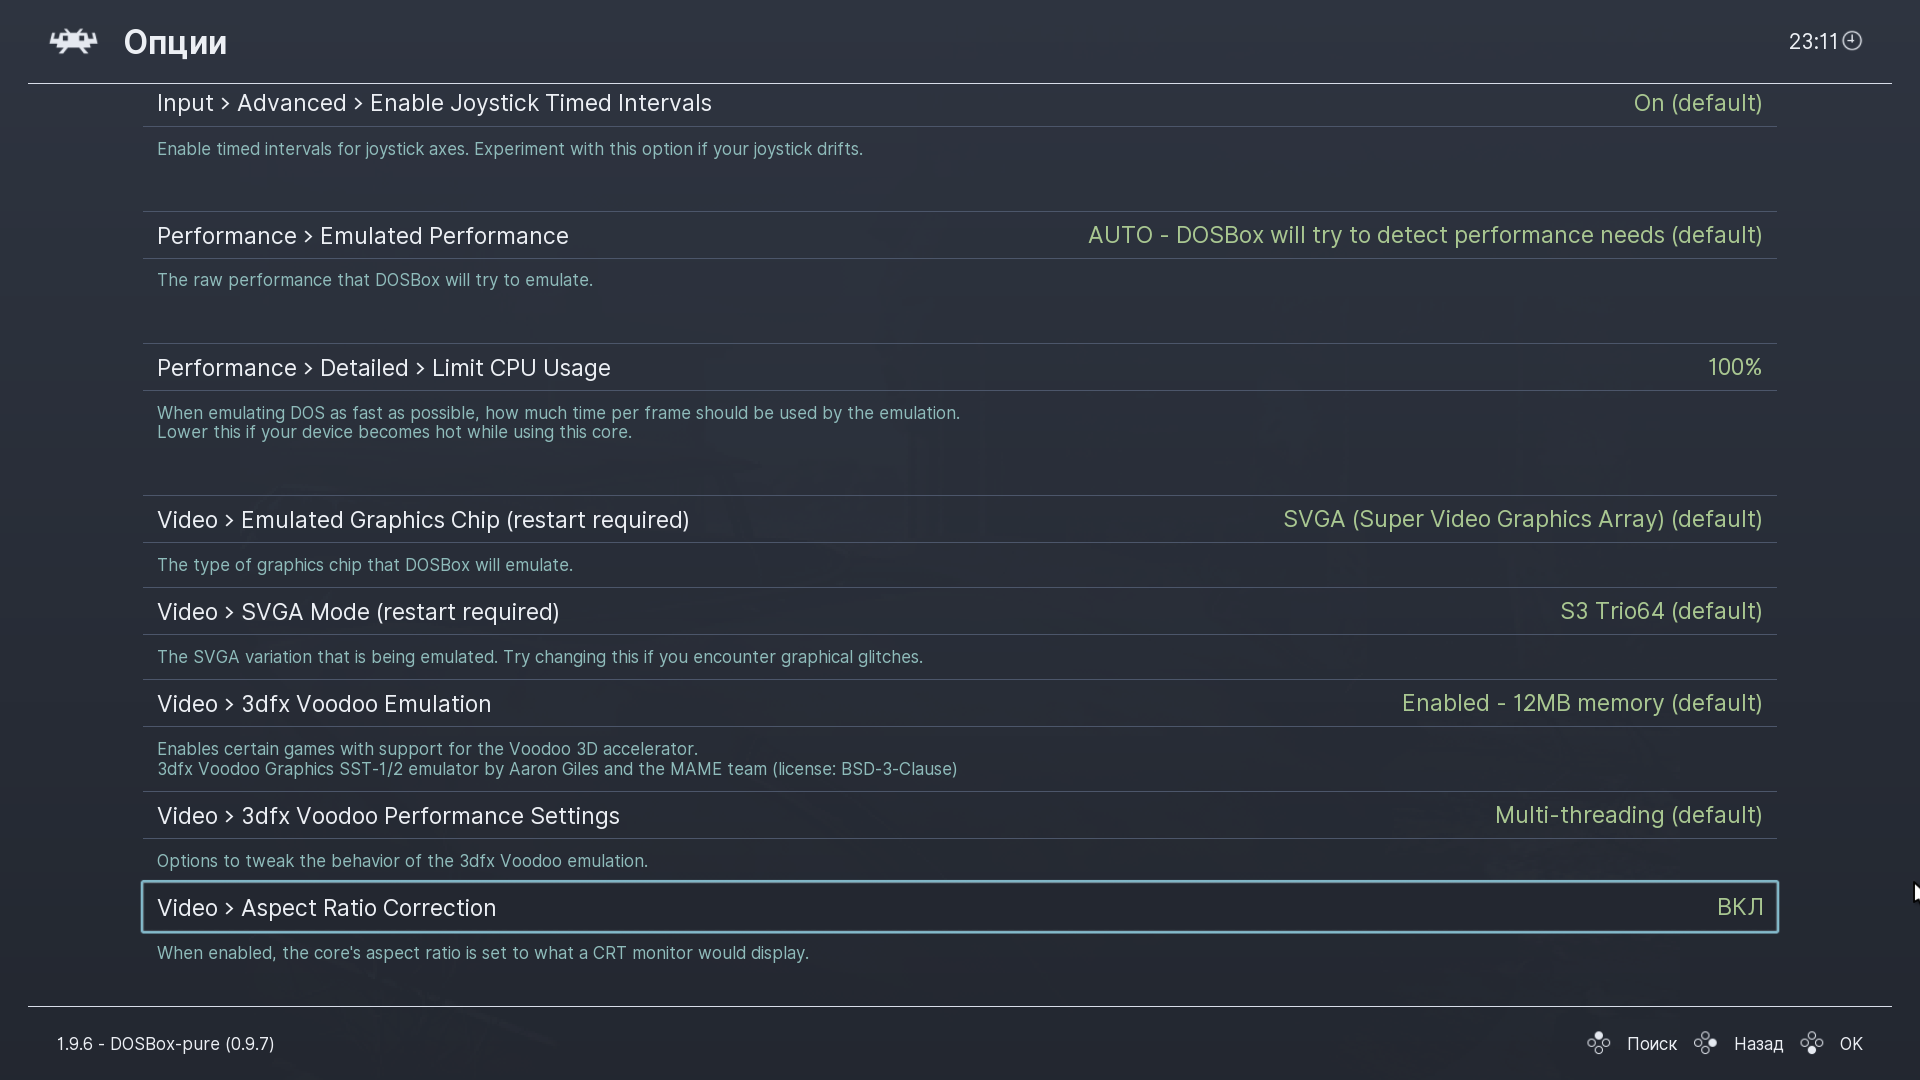 Опции
23:11
Input > Advanced > Enable Joystick Timed Intervals
On (default)
Enable timed intervals for joystick axes. Experiment with this option if your joystick drifts.
Performance > Emulated Performance
AUTO - DOSBox will try to detect performance needs (default)
The raw performance that DOSBox will try to emulate.
Performance > Detailed > Limit CPU Usage
100%
When emulating DOS as fast as possible, how much time per frame should be used by the emulation.
Lower this if your device becomes hot while using this core.
Video > Emulated Graphics Chip (restart required)
SVGA (Super Video Graphics Array) (default)
The type of graphics chip that DOSBox will emulate.
Video > SVGA Mode (restart required)
S3 Trio64 (default)
The SVGA variation that is being emulated. Try changing this if you encounter graphical glitches.
Video > 3dfx Voodoo Emulation
Enabled - 12MB memory (default)
Enables certain games with support for the Voodoo 3D accelerator.
3dfx Voodoo Graphics SST-1/2 emulator by Aaron Giles and the MAME team (license: BSD-3-Clause)
Video > 3dfx Voodoo Performance Settings
Multi-threading (default)
Options to tweak the behavior of the 3dfx Voodoo emulation.
Video > Aspect Ratio Correction
ВКЛ
When enabled, the core's aspect ratio is set to what a CRT monitor would display.
1.9.6 - DOSBox-pure (0.9.7)
Поиск
Назад
OK